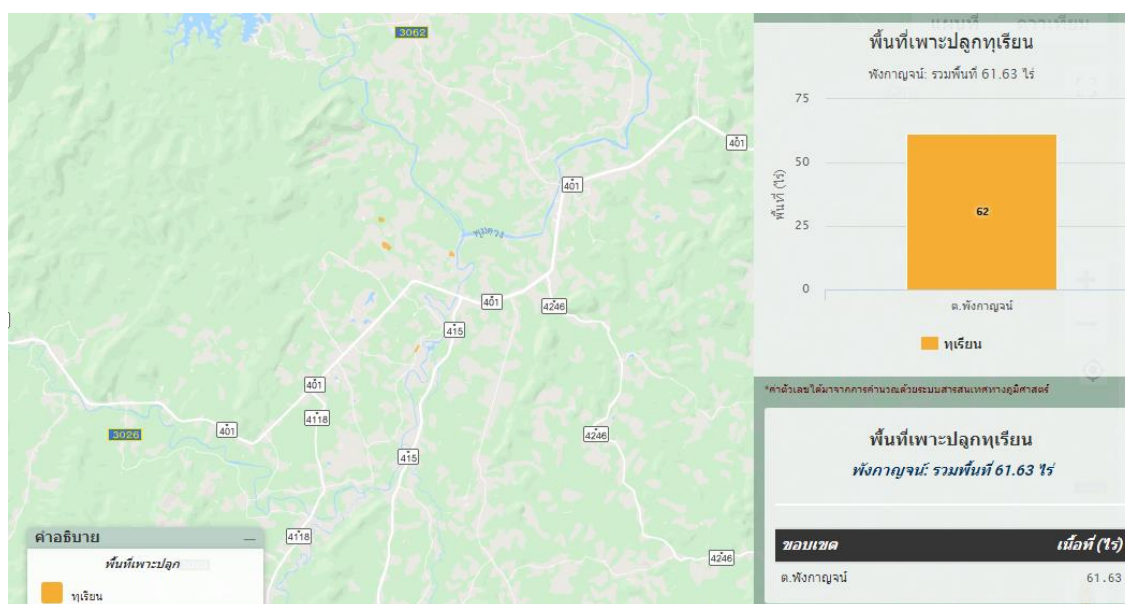 3062
401
401
พุมดวง
401
4246
415
401
4118
401
3026
4246
415
4118
4246
คำอธิบาย
พื้นที่เพาะปลูก
ทุเรียน
พื้นที่เพาะปลูกทุเรียน
พังกาญจน์: รวมพื้นที่ 61.63 ไร่
75
50
25
0
พื้นที่ (ไร่)
62
ต.พังกาญจน์
ทุเรียน
*ค่าตัวเลขได้มาจากการคำนวณด้วยระบบสารสนเทศทางภูมิศาสตร์
พื้นที่เพาะปลูกทุเรียน
พังกาญจน์: รวมพื้นที่ 61.63 ไร่
ขอบเขต เนื้อที่ (ไร่)
ต.พังกาญจน์ 61.63